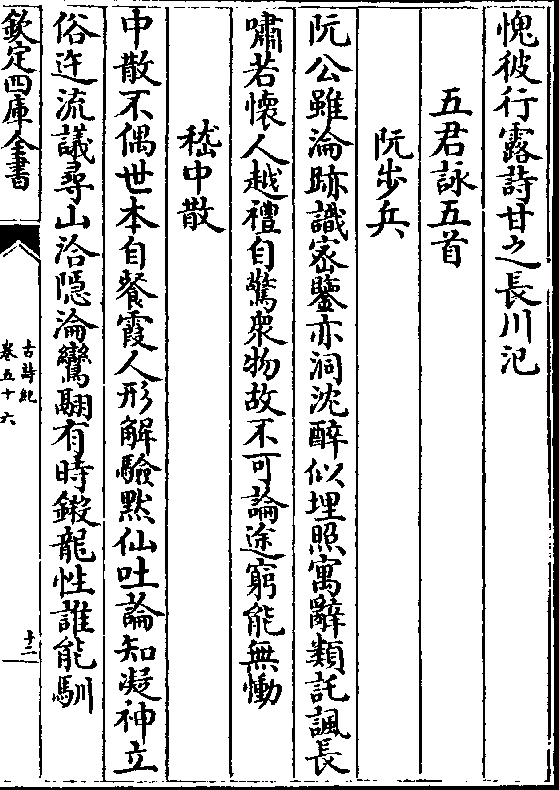 愧彼行露詩甘之長川汜
五君詠五首
阮步兵
阮公雖淪跡識宻鑒亦洞沈醉似埋照寓辭類託諷長
嘯若懷人越禮自驚衆物故不可論途窮能無慟
嵇中散
中散不偶世本自餐霞人形解驗黙仙吐論知凝神立
俗迕流議尋山洽隠淪鸞翮有時鎩龍性誰能馴
欽定四庫全書
古詩紀
卷五十六
十二